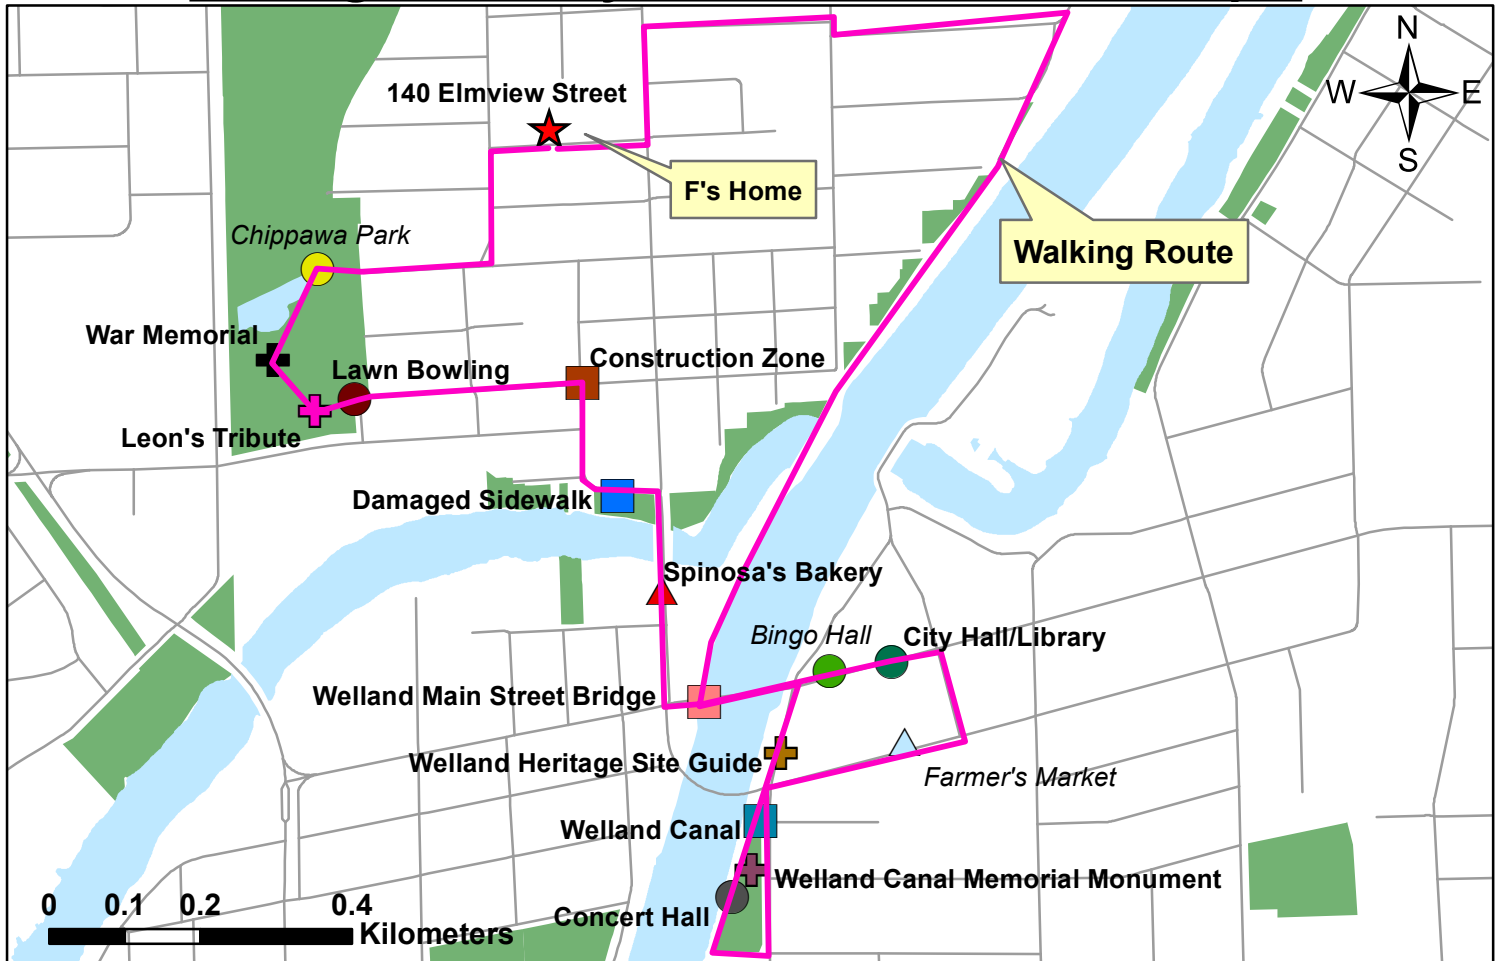 N
W E
S
140 Elmview Street
F's Home
Chippawa Park
Walking Route
War Memorial
Lawn Bowling
Construction Zone
Leon's Tribute
Damaged Sidewalk
Spinosa's Bakery
Bingo Hall
City Hall/Library
Welland Main Street Bridge
Welland Heritage Site Guide
Farmer's Market
Welland Canal
Welland Canal Memorial Monument
Concert Hall
0 0.1 0.2 0.4
Kilometers